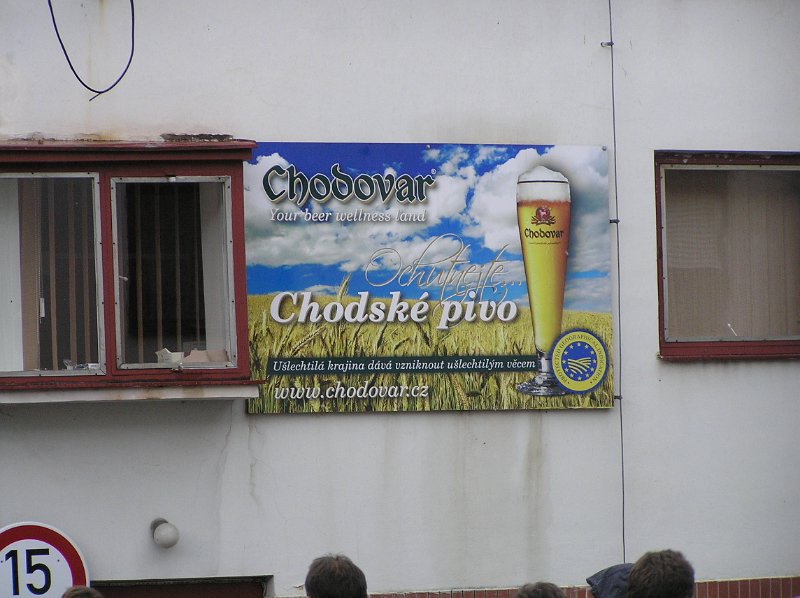 Chodovar®
Your beer wellness land
Ochutnejte...
Chodské pivo
Ušlechtilá krajina dává vzniknout ušlechtilým věcem
www.chodovar.cz
Chodovar
15